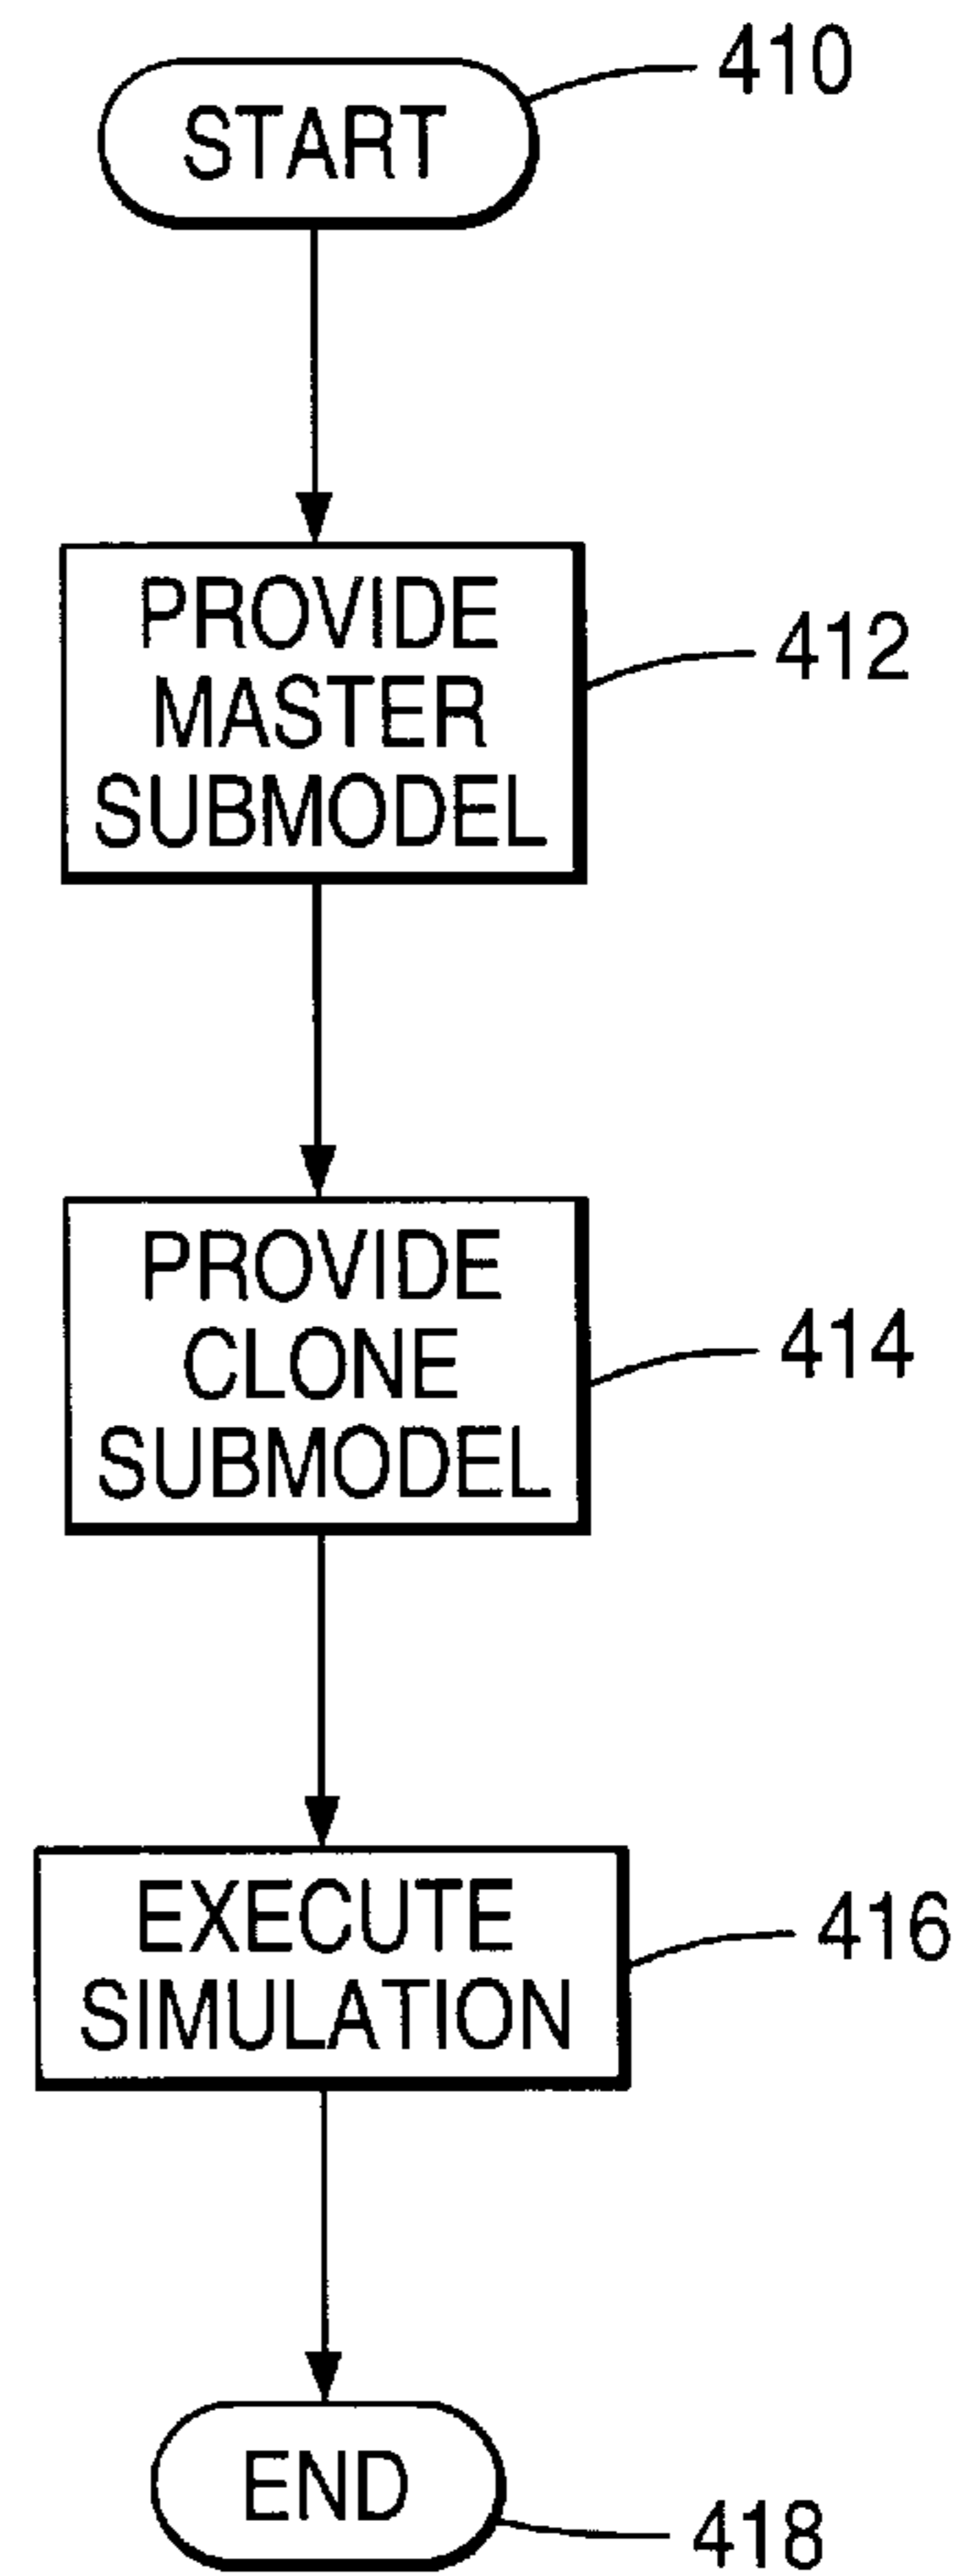 START
410
PROVIDE
MASTER
SUBMODEL
412
PROVIDE
CLONE
SUBMODEL
414
EXECUTE
SIMULATION
416
END
418